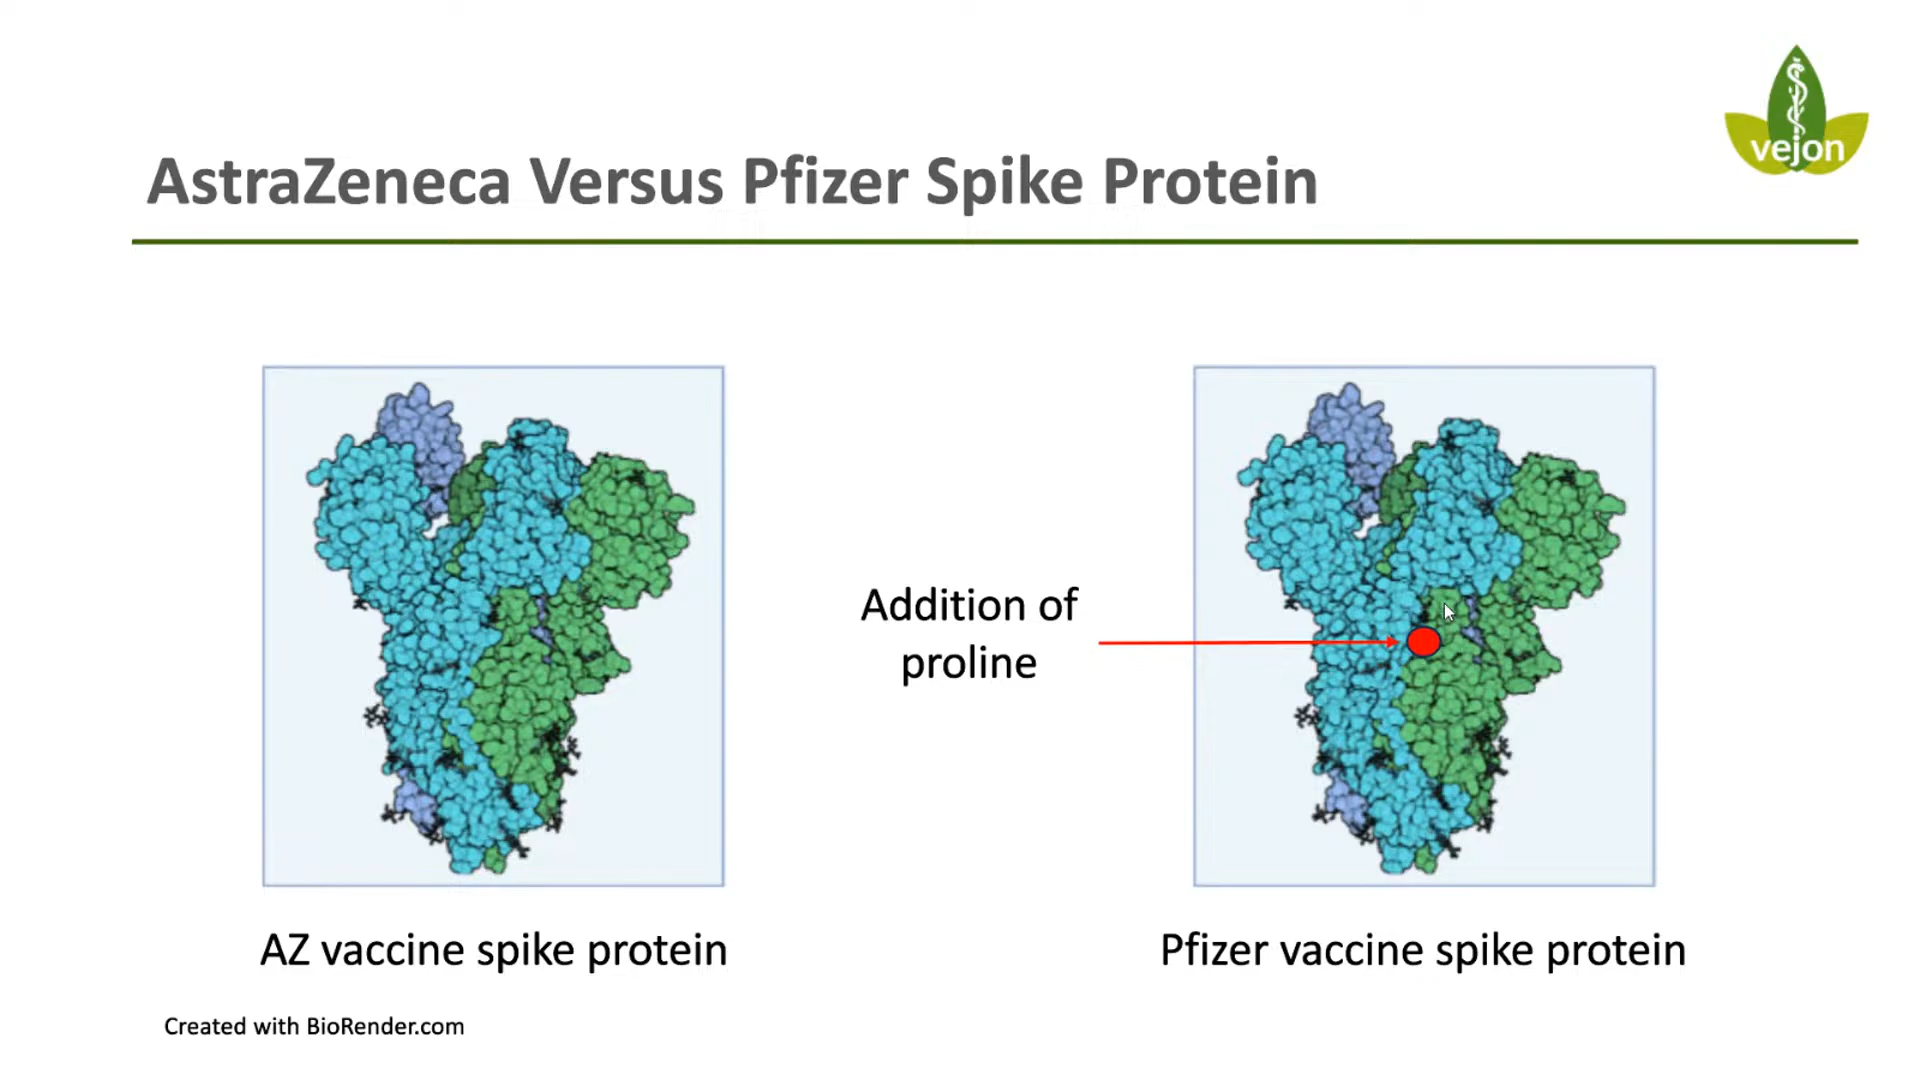 vejon
AstraZeneca Versus Pfizer Spike Protein
Addition of
proline
AZ vaccine spike protein
Pfizer vaccine spike protein
Created with BioRender.com